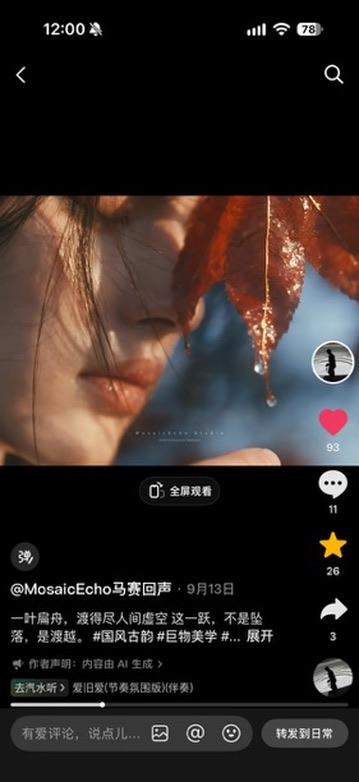 12:00
78
MosaicEcho Studio
93
全屏观看
11
弹
26
@MosaicEcho马赛回声 · 9月13日
一叶扁舟，渡得尽人间虚空 这一跃，不是坠
落，是渡越。 #国风古韵 #巨物美学 #... 展开
3
作者声明：内容由 AI 生成 >
去汽水听 > 爱旧爱(节奏氛围版)(伴奏)
有爱评论，说点儿...
转发到日常